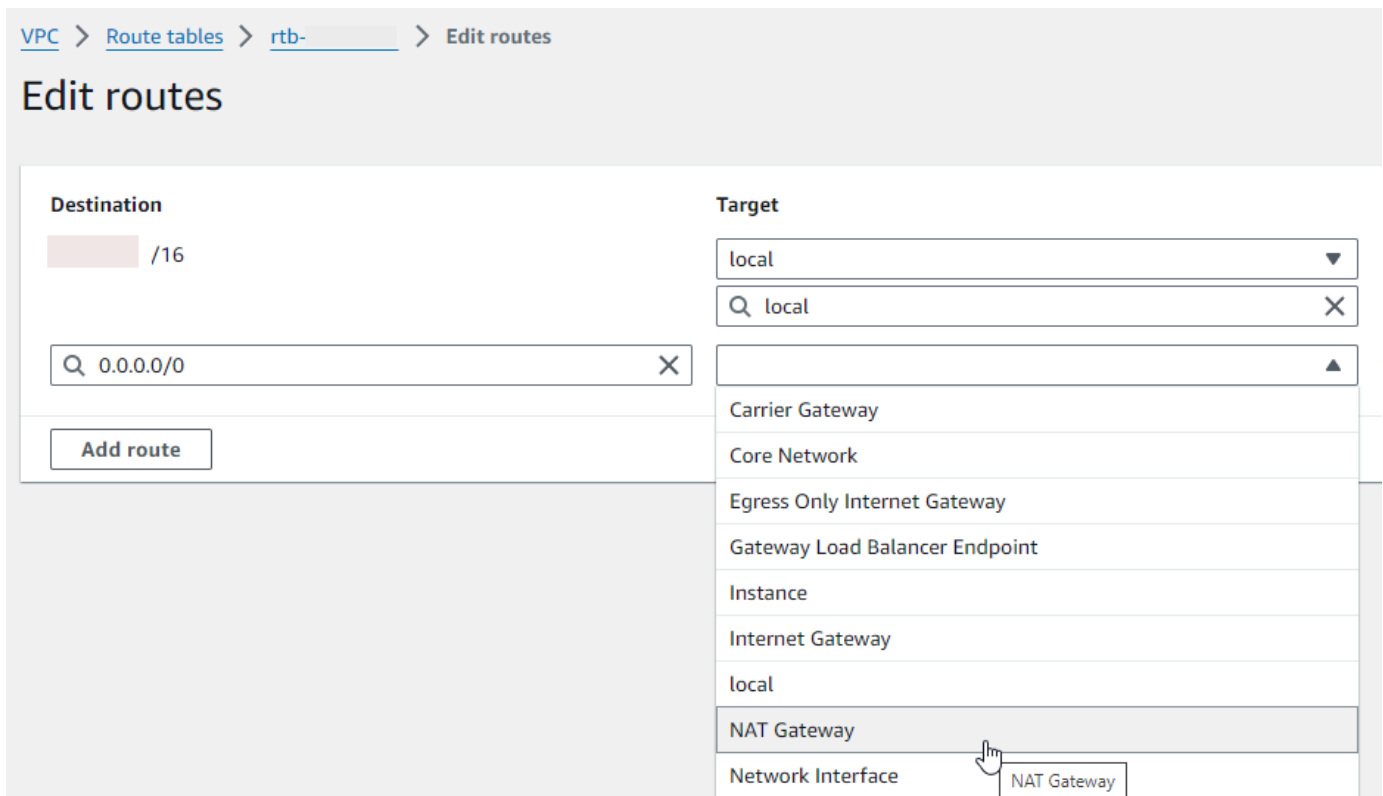 VPC > Route tables > rtb- > Edit routes
Edit routes
Destination
Target
/16
local
local
0.0.0.0/0
Carrier Gateway
Add route
Core Network
Egress Only Internet Gateway
Gateway Load Balancer Endpoint
Instance
Internet Gateway
local
NAT Gateway
Network Interface
NAT Gateway